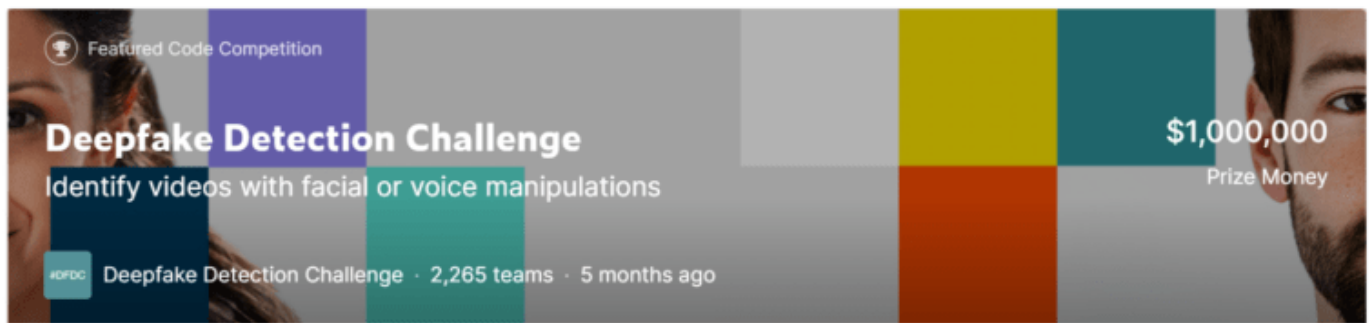 Featured Code Competition
Deepfake Detection Challenge
$1,000,000
Identify videos with facial or voice manipulations
Prize Money
#DFDC
Deepfake Detection Challenge · 2,265 teams · 5 months ago